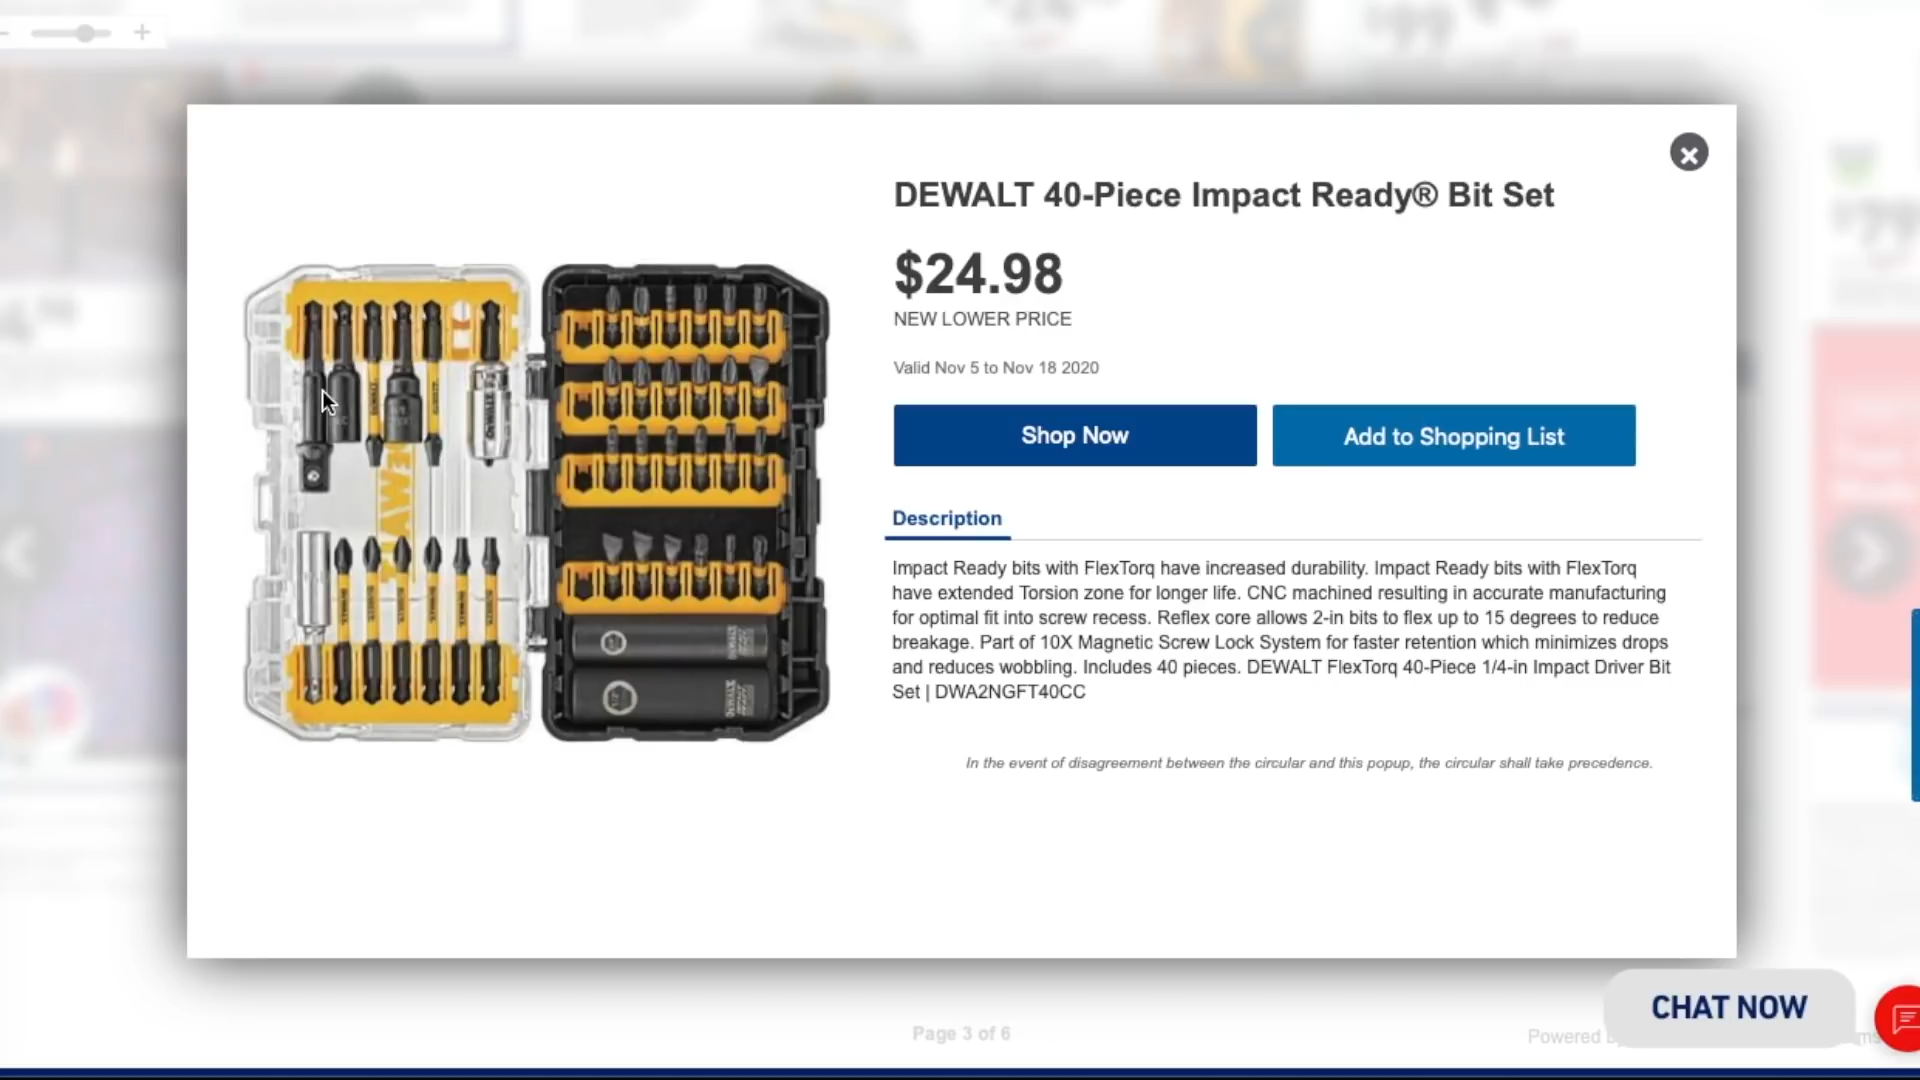 DEWALT 40-Piece Impact Ready® Bit Set
$24.98
NEW LOWER PRICE
Valid Nov 5 to Nov 18 2020
Shop Now
Add to Shopping List
Description
Impact Ready bits with FlexTorq have increased durability. Impact Ready bits with FlexTorq
have extended Torsion zone for longer life. CNC machined resulting in accurate manufacturing
for optimal fit into screw recess. Reflex core allows 2-in bits to flex up to 15 degrees to reduce
breakage. Part of 10X Magnetic Screw Lock System for faster retention which minimizes drops
and reduces wobbling. Includes 40 pieces. DEWALT FlexTorq 40-Piece 1/4-in Impact Driver Bit
Set | DWA2NGFT40CC
In the event of disagreement between the circular and this popup, the circular shall take precedence.
CHAT NOW
Page 3 of 6
Powered